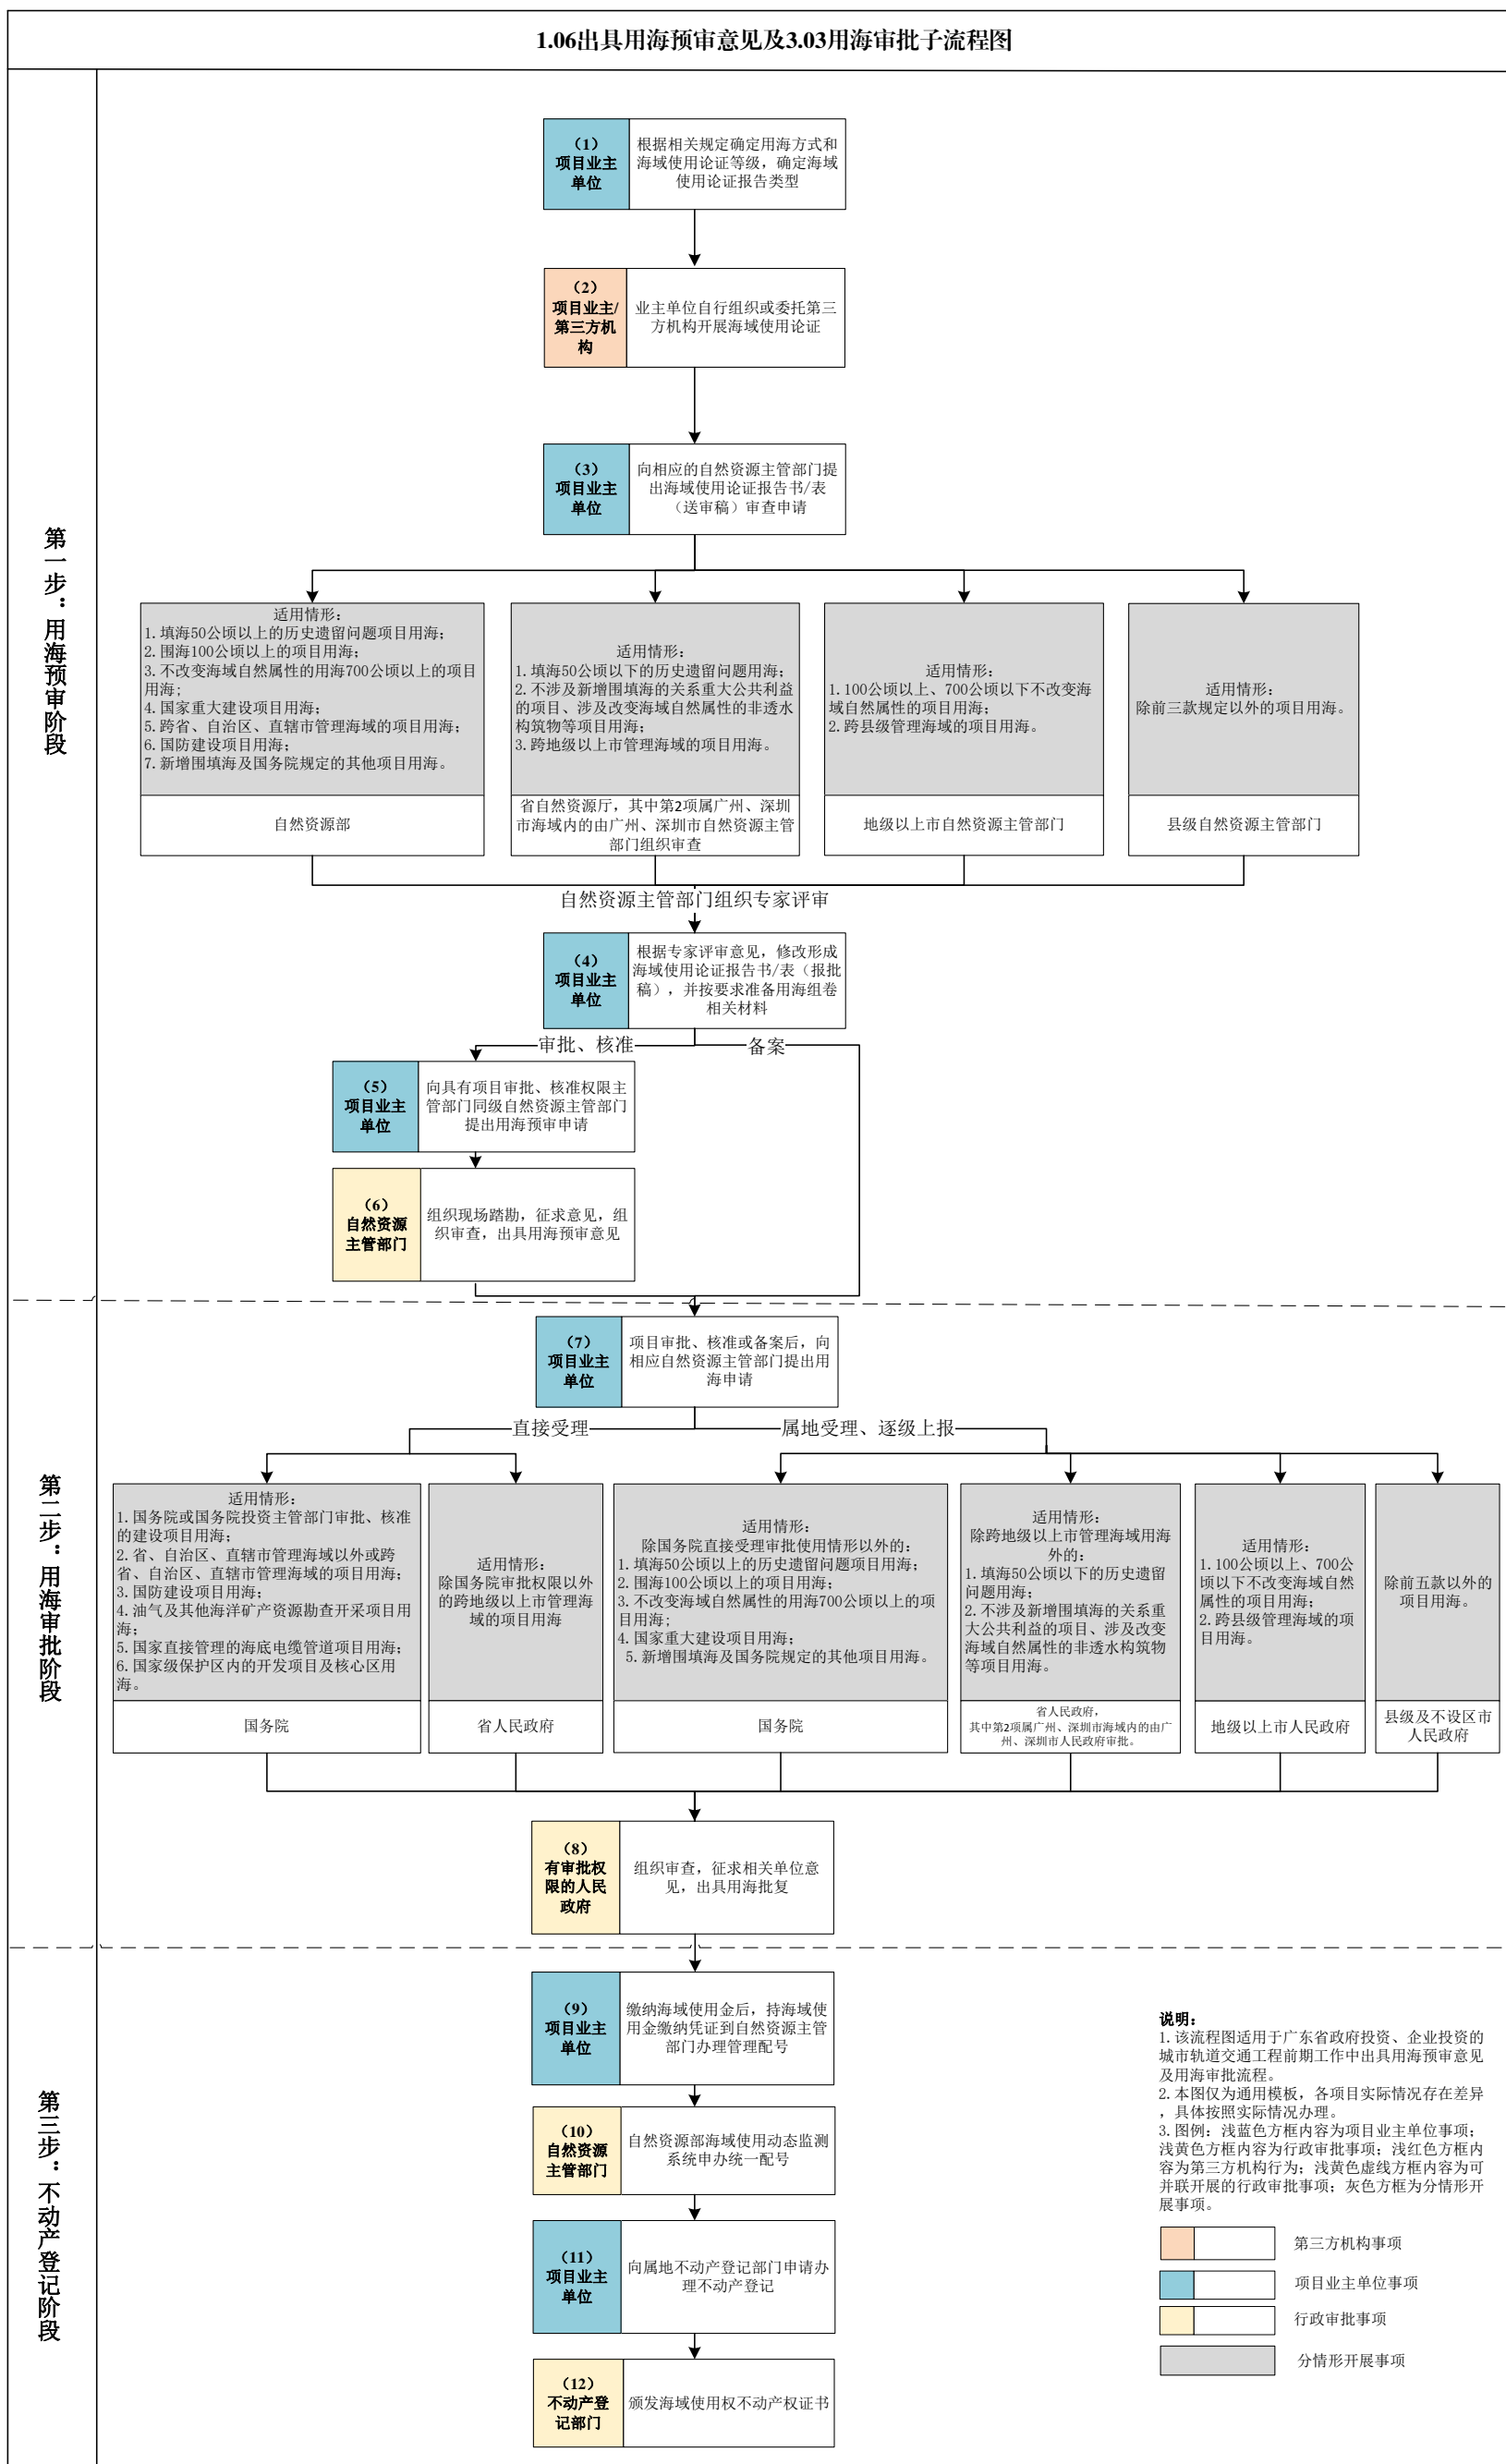 1.06出具用海预审意见及3.03用海审批子流程图
第一步：用海预审阶段
（1）
项目业主
单位
根据相关规定确定用海方式和
海域使用论证等级，确定海域
使用论证报告类型
（2）
项目业主/
第三方机
构
业主单位自行组织或委托第三
方机构开展海域使用论证
（3）
项目业主
单位
向相应的自然资源主管部门提
出海域使用论证报告书/表
（送审稿）审查申请
适用情形：
1.填海50公顷以上的历史遗留问题项目用海；
2.围海100公顷以上的项目用海；
3.不改变海域自然属性的用海700公顷以上的项目
用海；
4.国家重大建设项目用海；
5.跨省、自治区、直辖市管理海域的项目用海；
6.国防建设项目用海；
7.新增围填海及国务院规定的其他项目用海。
自然资源部
适用情形：
1.填海50公顷以下的历史遗留问题用海；
2.不涉及新增围填海的关系重大公共利益
的项目、涉及改变海域自然属性的非透水
构筑物等项目用海；
3.跨地级以上市管理海域的项目用海。
省自然资源厅，其中第2项属广州、深圳
市海域内的由广州、深圳市自然资源主管
部门组织审查
适用情形：
1.100公顷以上、700公顷以下不改变海
域自然属性的项目用海；
2.跨县级管理海域的项目用海。
地级以上市自然资源主管部门
适用情形：
除前三款规定以外的项目用海。
县级自然资源主管部门
自然资源主管部门组织专家评审
（4）
项目业主
单位
根据专家评审意见，修改形成
海域使用论证报告书/表（报批
稿），并按要求准备用海组卷
相关材料
审批、核准
备案
（5）
项目业主
单位
向具有项目审批、核准权限主
管部门同级自然资源主管部门
提出用海预审申请
（6）
自然资源
主管部门
组织现场踏勘，征求意见，组
织审查，出具用海预审意见
第二步：用海审批阶段
（7）
项目业主
单位
项目审批、核准或备案后，向
相应自然资源主管部门提出用
海申请
直接受理
属地受理、逐级上报
适用情形：
1.国务院或国务院投资主管部门审批、核准
的建设项目用海；
2.省、自治区、直辖市管理海域以外或跨
省、自治区、直辖市管理海域的项目用海；
3.国防建设项目用海；
4.油气及其他海洋矿产资源勘查开采项目用
海；
5.国家直接管理的海底电缆管道项目用海；
6.国家级保护区内的开发项目及核心区用
海。
国务院
适用情形：
除国务院审批权限以外
的跨地级以上市管理海
域的项目用海
省人民政府
适用情形：
除国务院直接受理审批使用情形以外的：
1.填海50公顷以上的历史遗留问题项目用海；
2.围海100公顷以上的项目用海；
3.不改变海域自然属性的用海700公顷以上的项
目用海；
4.国家重大建设项目用海；
5.新增围填海及国务院规定的其他项目用海。
国务院
适用情形：
除跨地级以上市管理海域用海
外的：
1.填海50公顷以下的历史遗留
问题用海；
2.不涉及新增围填海的关系重
大公共利益的项目、涉及改变
海域自然属性的非透水构筑物
等项目用海。
省人民政府，
其中第2项属广州、深圳市海域内的由广
州、深圳市人民政府审批。
适用情形：
1.100公顷以上、700公
顷以下不改变海域自然
属性的项目用海；
2.跨县级管理海域的项
目用海。
地级以上市人民政府
除前五款以外的
项目用海。
县级及不设区市
人民政府
（8）
有审批权
限的人民
政府
组织审查，征求相关单位意
见，出具用海批复
第三步：不动产登记阶段
（9）
项目业主
单位
缴纳海域使用金后，持海域使
用金缴纳凭证到自然资源主管
部门办理管理配号
（10）
自然资源
主管部门
自然资源部海域使用动态监测
系统申办统一配号
（11）
项目业主
单位
向属地不动产登记部门申请办
理不动产登记
（12）
不动产登
记部门
颁发海域使用权不动产权证书
说明：
1.该流程图适用于广东省政府投资、企业投资的
城市轨道交通工程前期工作中出具用海预审意见
及用海审批流程。
2.本图仅为通用模板，各项目实际情况存在差异
，具体按照实际情况办理。
3.图例：浅蓝色方框内容为项目业主单位事项；
浅黄色方框内容为行政审批事项；浅红色方框内
容为第三方机构行为；浅黄色虚线方框内容为可
并联开展的行政审批事项；灰色方框为分情形开
展事项。
第三方机构事项
项目业主单位事项
行政审批事项
分情形开展事项